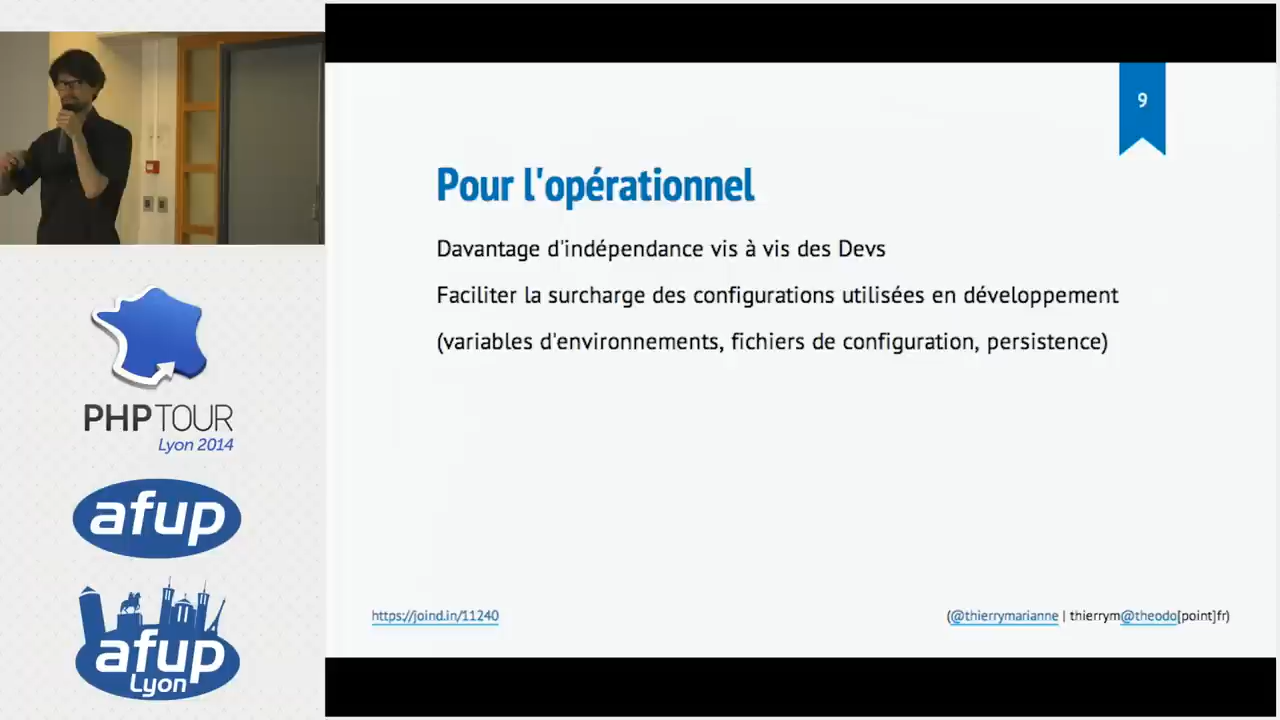 9
Pour l'opérationnel
Davantage d'indépendance vis à vis des Devs
Faciliter la surcharge des configurations utilisées en développement
(variables d'environnements, fichiers de configuration, persistence)
https://joind.in/11240
(@thierrymarianne | thierrym@theodo[point]fr)
PHPTOUR
Lyon 2014
afup
afup
Lyon